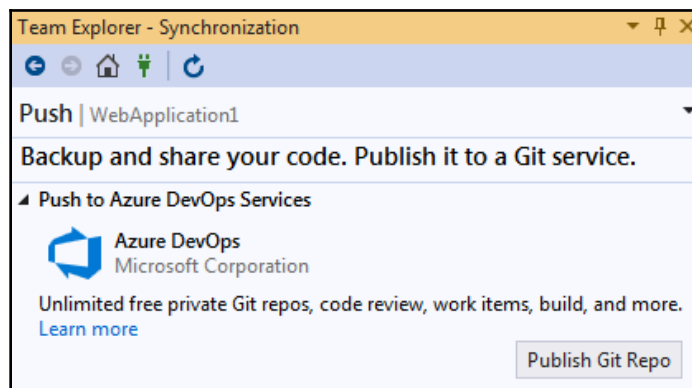 Team Explorer - Synchronization
Push | WebApplication1
Backup and share your code. Publish it to a Git service.
Push to Azure DevOps Services
Azure DevOps
Microsoft Corporation
Unlimited free private Git repos, code review, work items, build, and more.
Learn more
Publish Git Repo